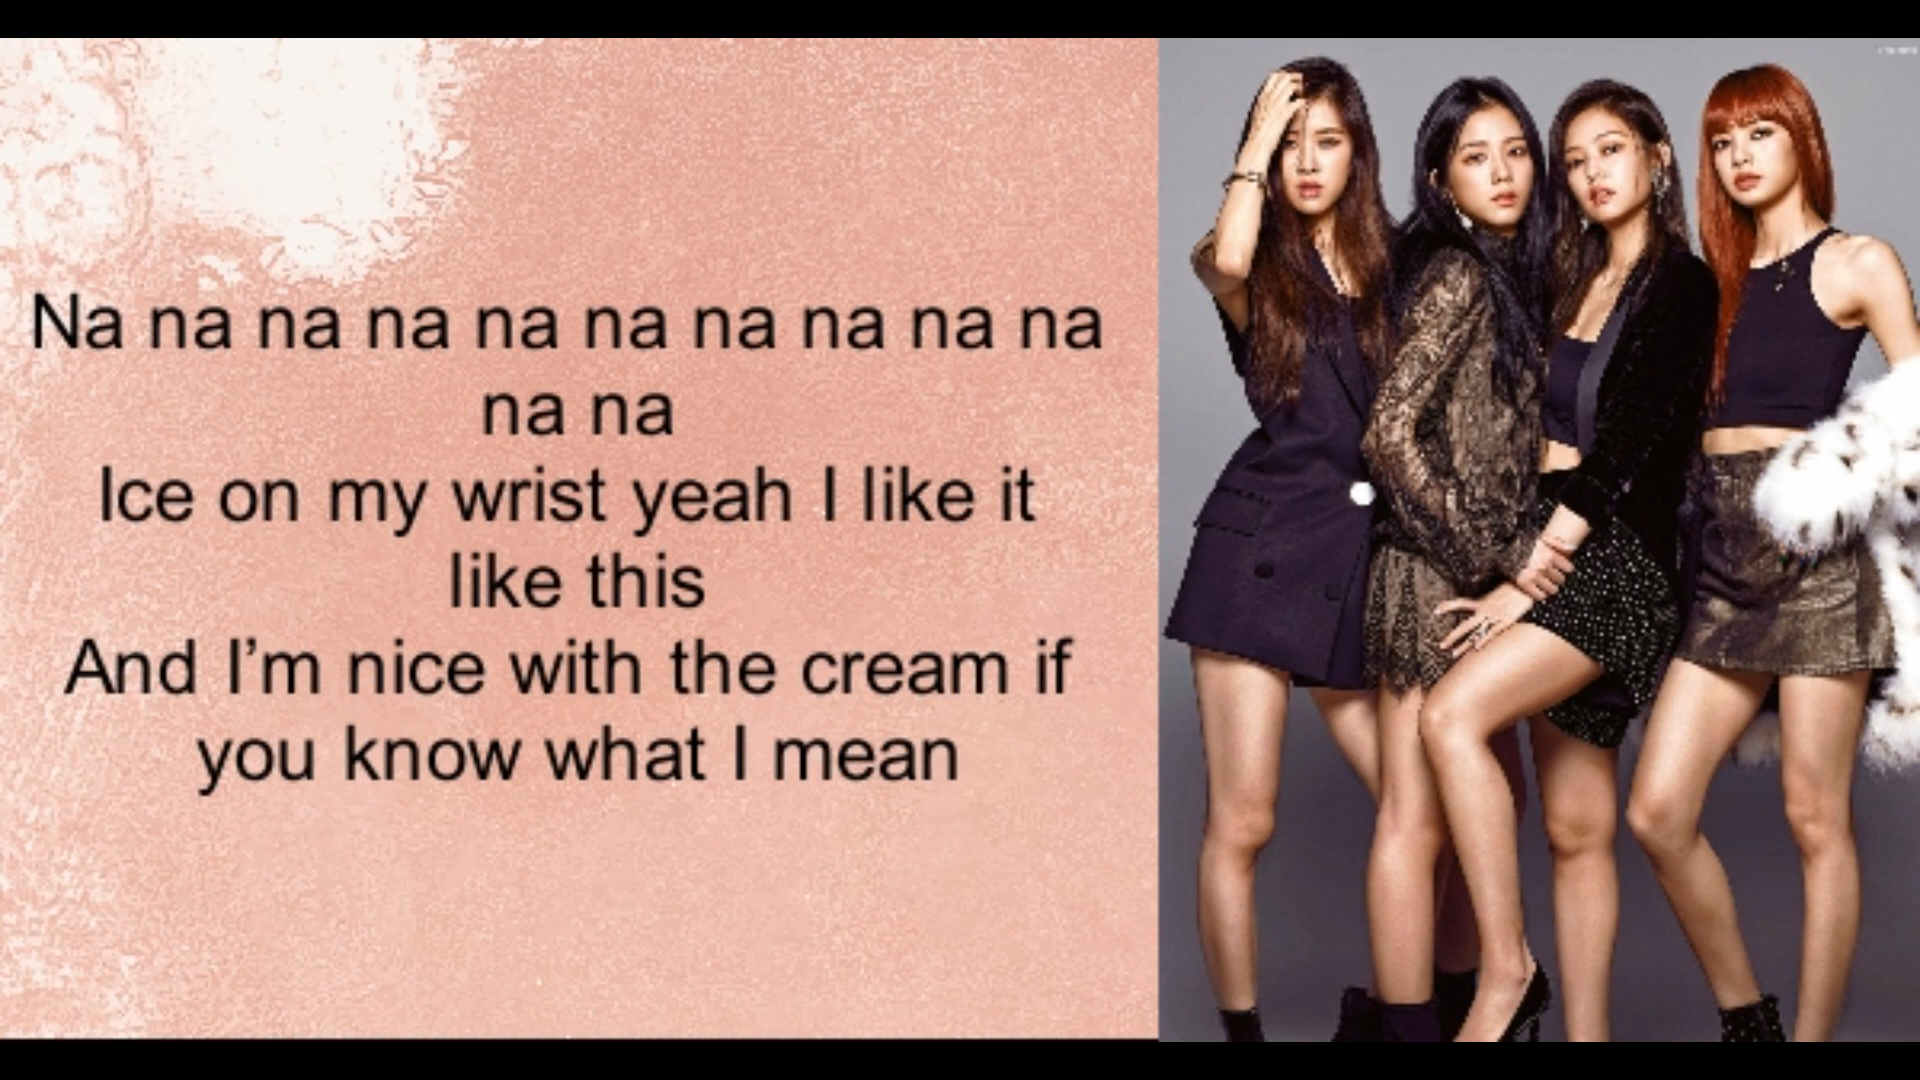 Na na na na na na na na na na
na na
Ice on my wrist yeah I like it
like this
And I’m nice with the cream if
you know what I mean